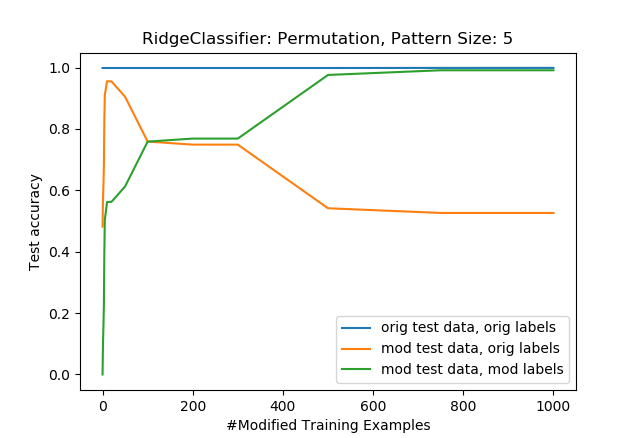 RidgeClassifier: Permutation, Pattern Size: 5
1.0
0.8
0.6
0.4
0.2
0.0
Test accuracy
orig test data, orig labels
mod test data, orig labels
mod test data, mod labels
0 200 400 600 800 1000
#Modified Training Examples